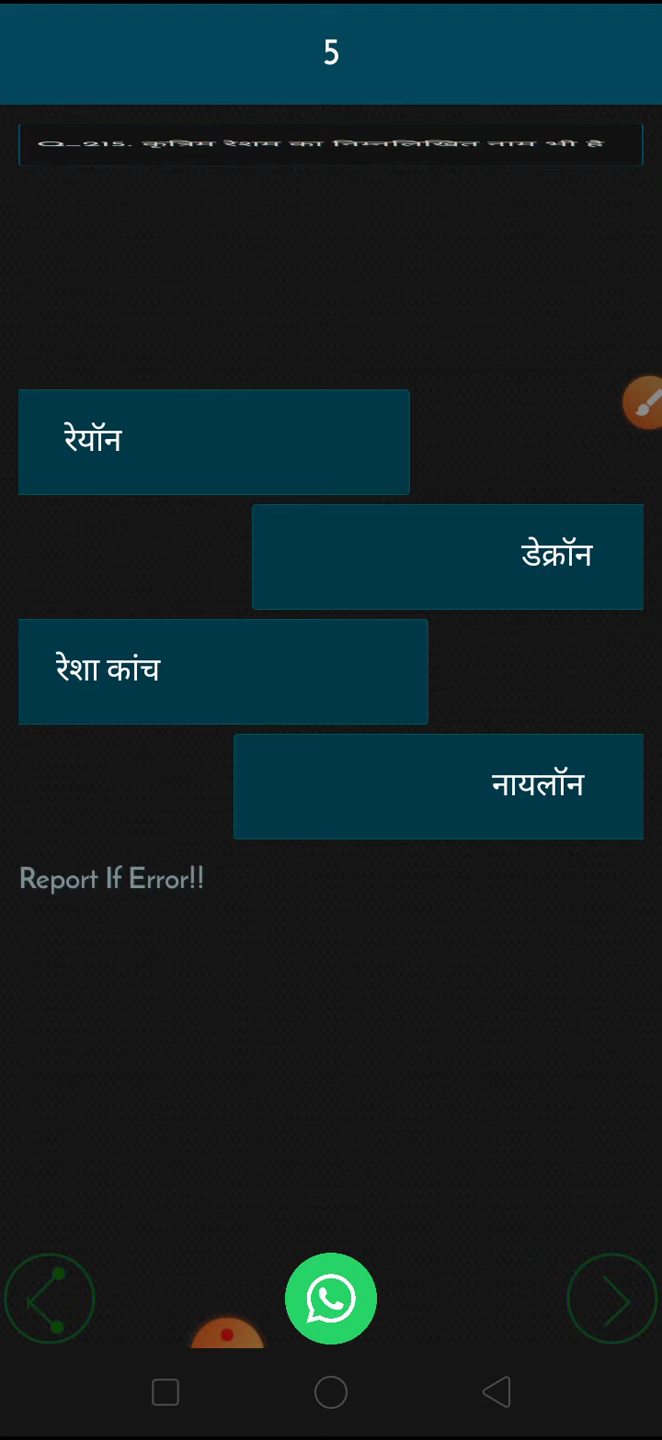 5
Q-215. कृत्रिम रेशम का निम्नलिखित नाम भी है
रेयॉन
डेक्रॉन
रेशा कांच
नायलॉन
Report If Error!!